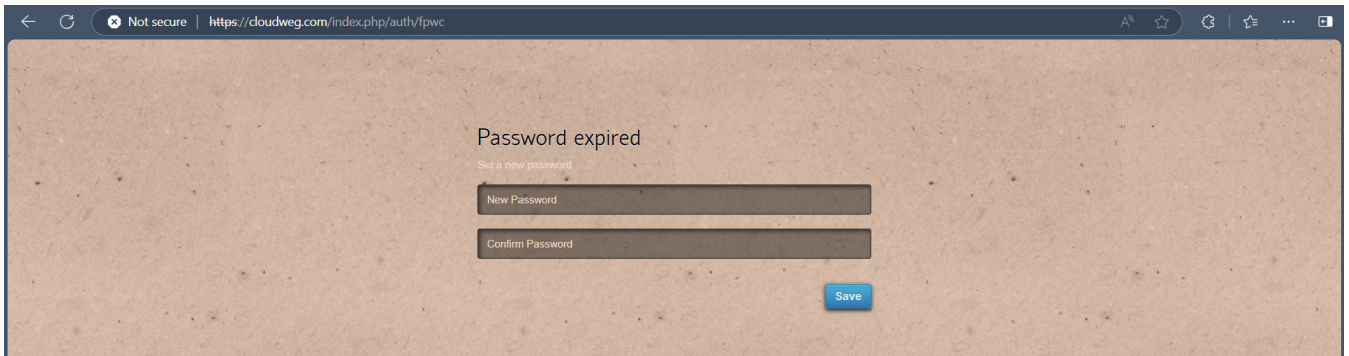 Not secure | https://cloudweg.com/index.php/auth/fpwc
Password expired
Set a new password
New Password
Confirm Password
Save